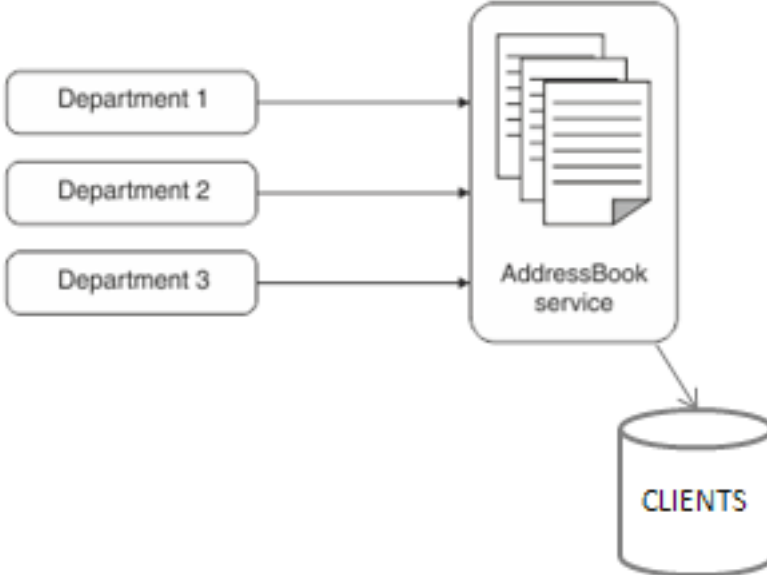 Department 1
Department 2
Department 3
AddressBook
service
CLIENTS